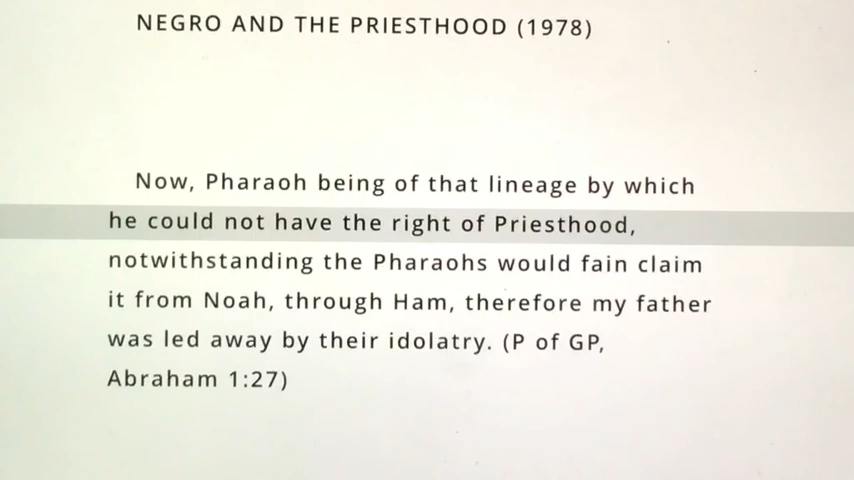 NEGRO AND THE PRIESTHOOD (1978)
Now, Pharaoh being of that lineage by which
he could not have the right of Priesthood,
notwithstanding the Pharaohs would fain claim
it from Noah, through Ham, therefore my father
was led away by their idolatry. (P of GP,
Abraham 1:27)